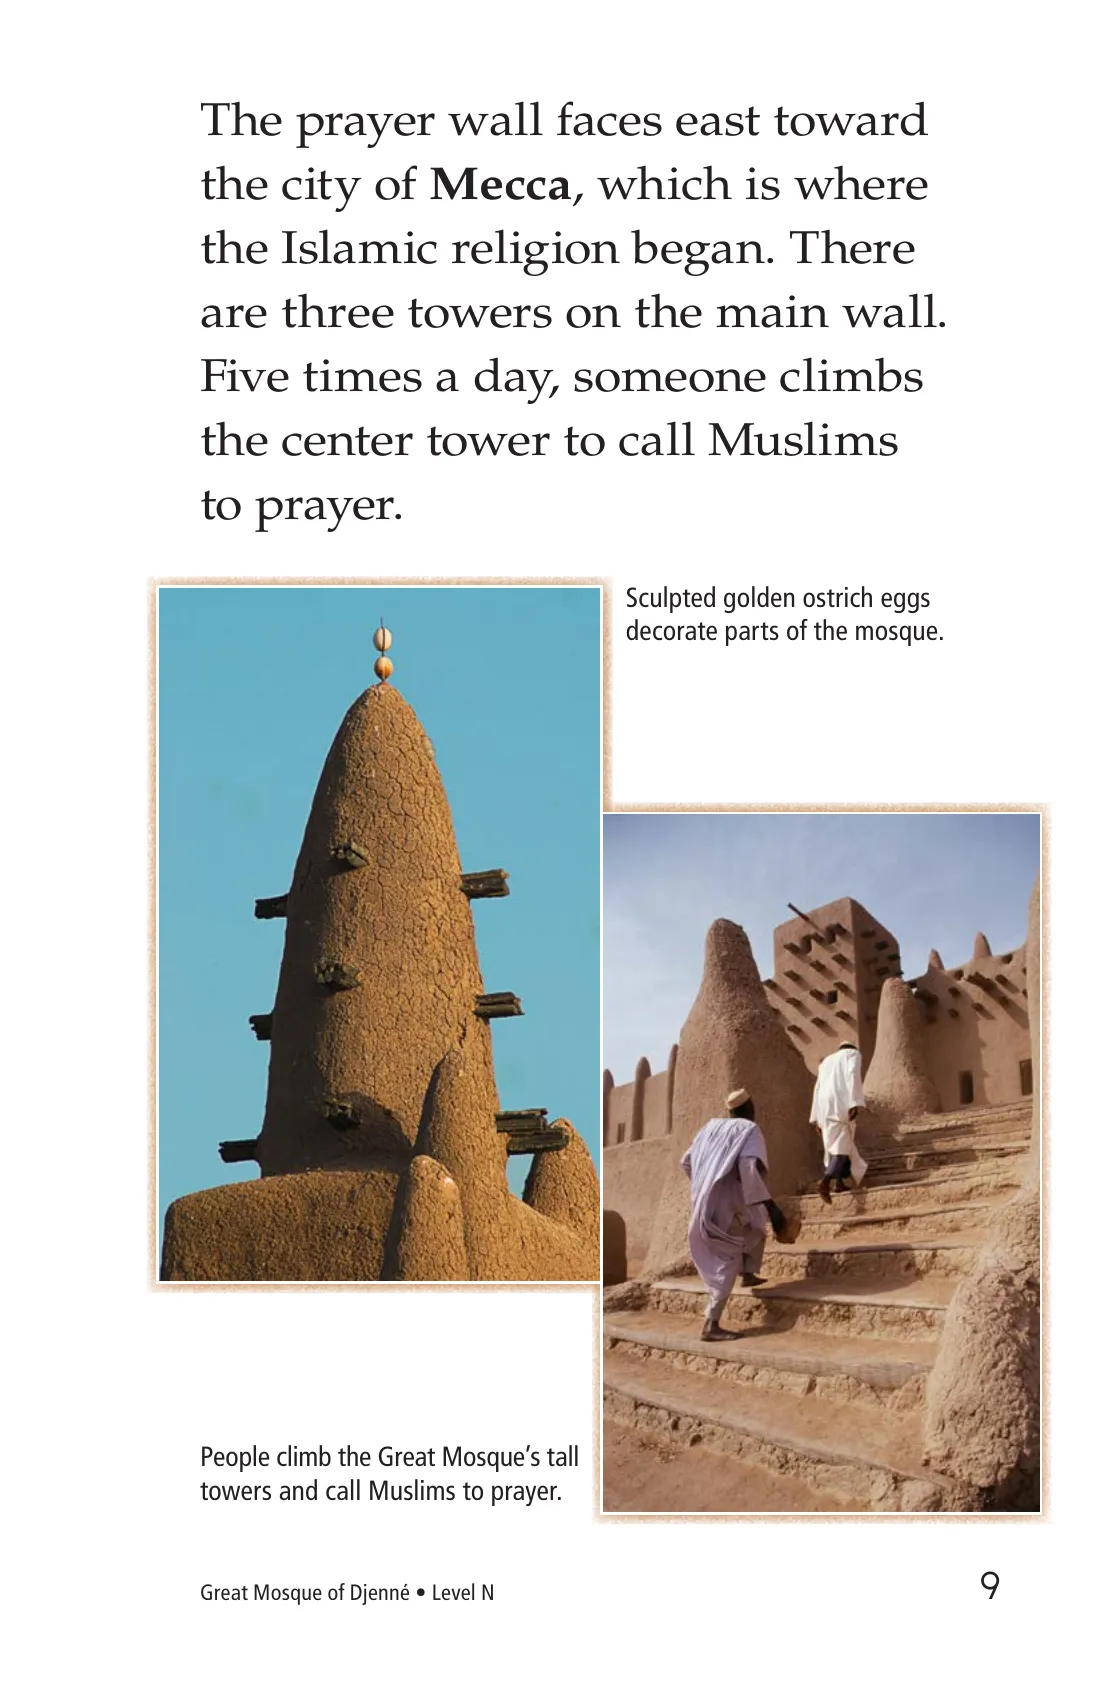 The prayer wall faces east toward
the city of Mecca, which is where
the Islamic religion began. There
are three towers on the main wall.
Five times a day, someone climbs
the center tower to call Muslims
to prayer.
Sculpted golden ostrich eggs
decorate parts of the mosque.
People climb the Great Mosque’s tall
towers and call Muslims to prayer.
Great Mosque of Djenné • Level N
9